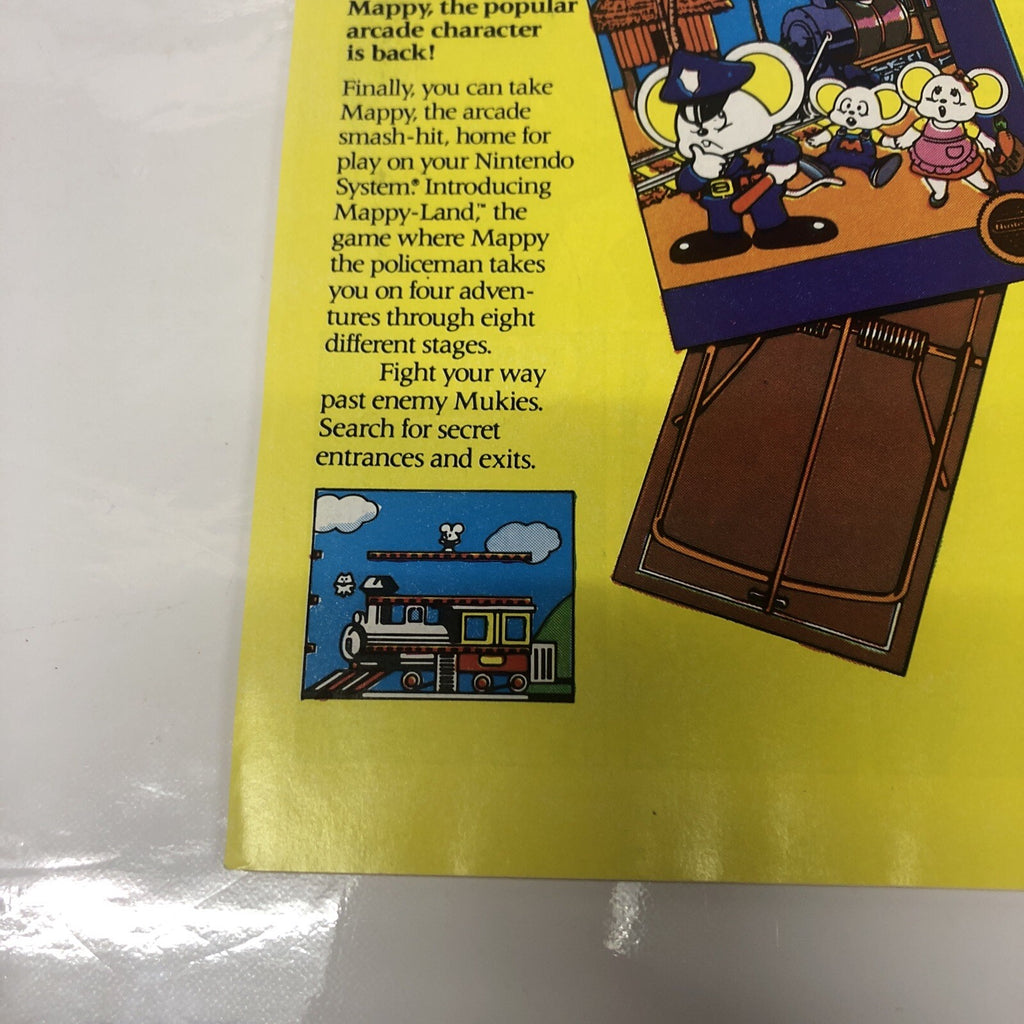 Mappy, the popular
arcade character
is back!
Finally, you can take
Mappy, the arcade
smash-hit, home for
play on your Nintendo
System.® Introducing
Mappy-Land,™ the
game where Mappy
the policeman takes
you on four adven-
tures through eight
different stages.
Fight your way
past enemy Mukies.
Search for secret
entrances and exits.